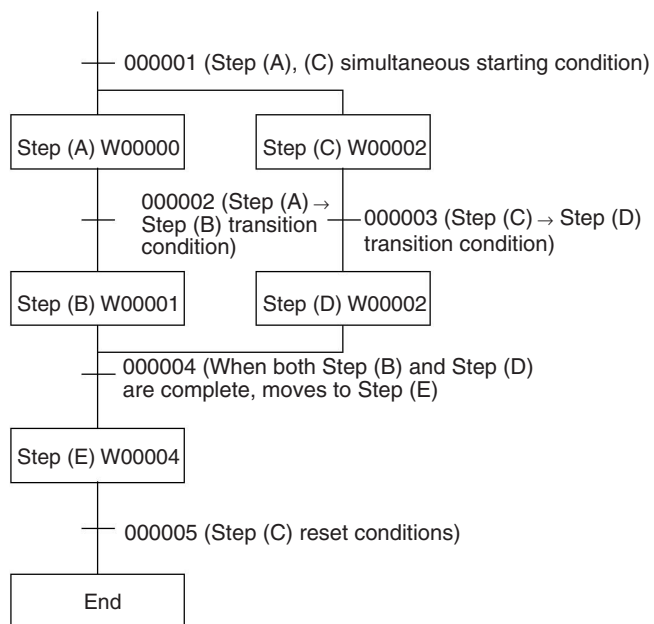 000001 (Step (A), (C) simultaneous starting condition)
Step (A) W00000
Step (C) W00002
000002 (Step (A) →
Step (B) transition
condition)
000003 (Step (C) → Step (D)
transition condition)
Step (B) W00001
Step (D) W00002
000004 (When both Step (B) and Step (D)
are complete, moves to Step (E)
Step (E) W00004
000005 (Step (C) reset conditions)
End